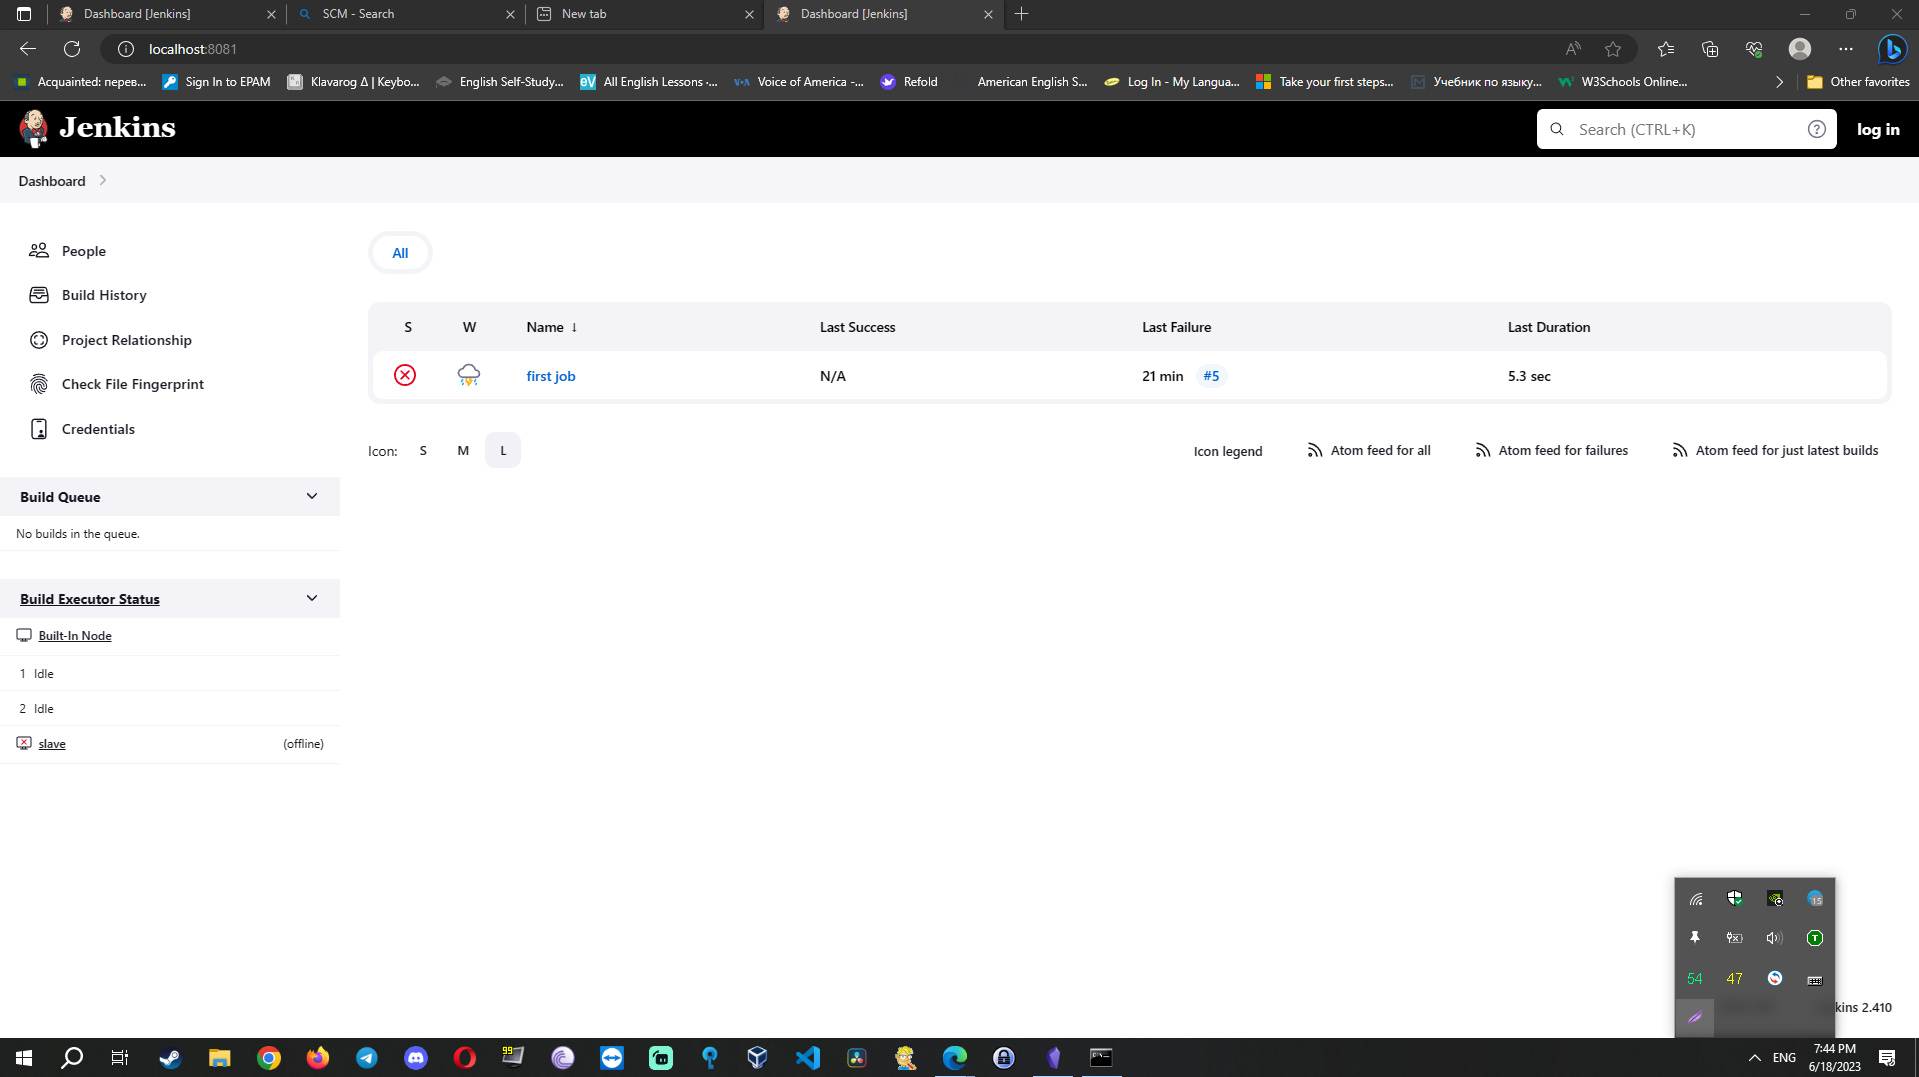 Dashboard [Jenkins]
SCM - Search
New tab
Dashboard [Jenkins]
localhost:8081
Acquainted: перев...
Sign In to EPAM
Klavarog Δ | Keybo...
English Self-Study...
All English Lessons ·...
Voice of America -...
Refold
American English S...
Log In - My Langua...
Take your first steps...
Учебник по языку...
W3Schools Online...
Other favorites
Jenkins
Search (CTRL+K)
log in
Dashboard
People
Build History
Project Relationship
Check File Fingerprint
Credentials
All
S W Name ↓ Last Success Last Failure Last Duration
first job N/A 21 min #5 5.3 sec
Icon: S M L
Icon legend
Atom feed for all
Atom feed for failures
Atom feed for just latest builds
Build Queue
No builds in the queue.
Build Executor Status
Built-In Node
1 Idle
2 Idle
slave (offline)
15
T
54 47
kins 2.410
99
ENG
7:44 PM
6/18/2023